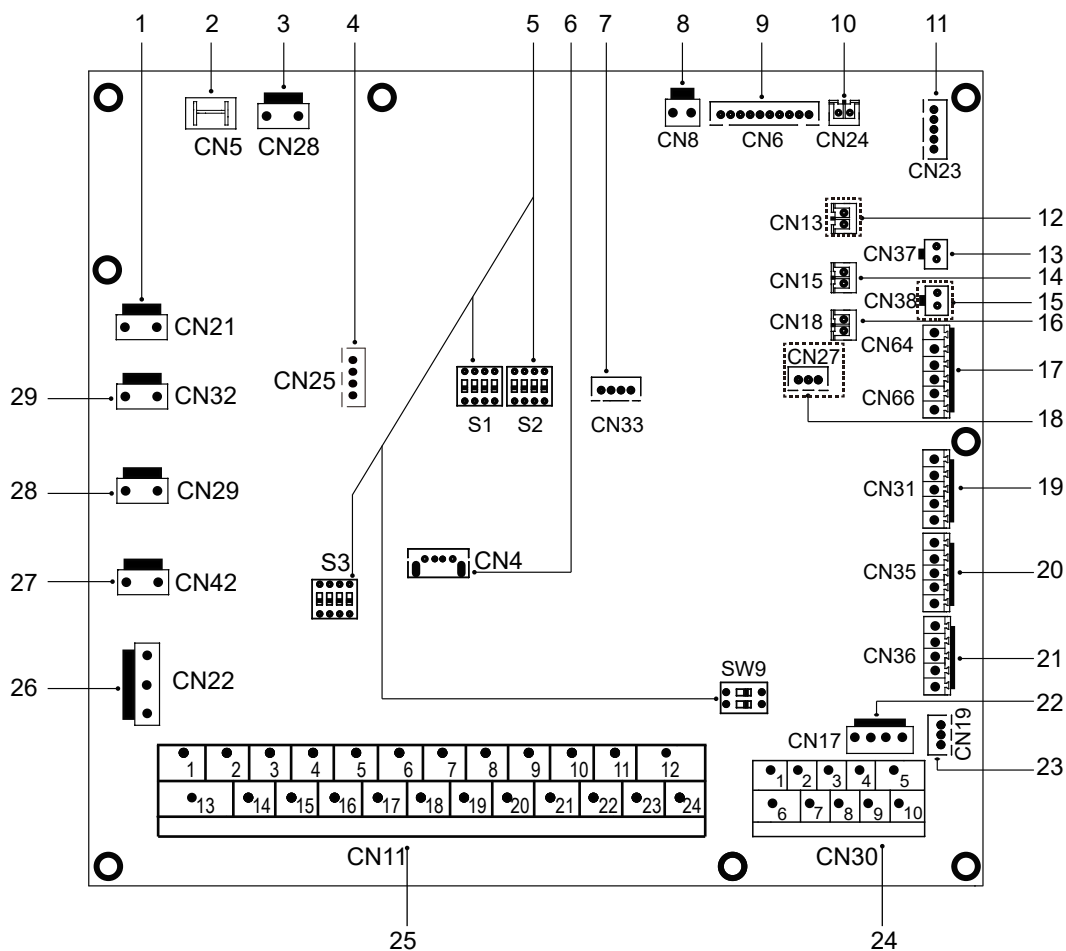 1 2 3 4 5 6 7 8 9 10 11
CN5 CN28 CN8 CN6 CN24
CN23
CN13 12
CN37 13
CN15 14
CN38 15
CN18 16
CN21
CN64
CN27
CN25 17
29 CN32 CN66
S1 S2 CN33 18
28 CN29 CN31 19
S3 CN4
27 CN42 CN35 20
CN36 21
26 CN22 SW9
22
CN17 CN19
23
1 2 3 4 5 6 7 8 9 10 11 12
1 2 3 4 5
13 14 15 16 17 18 19 20 21 22 23 24
6 7 8 9 10
CN11 CN30
25 24